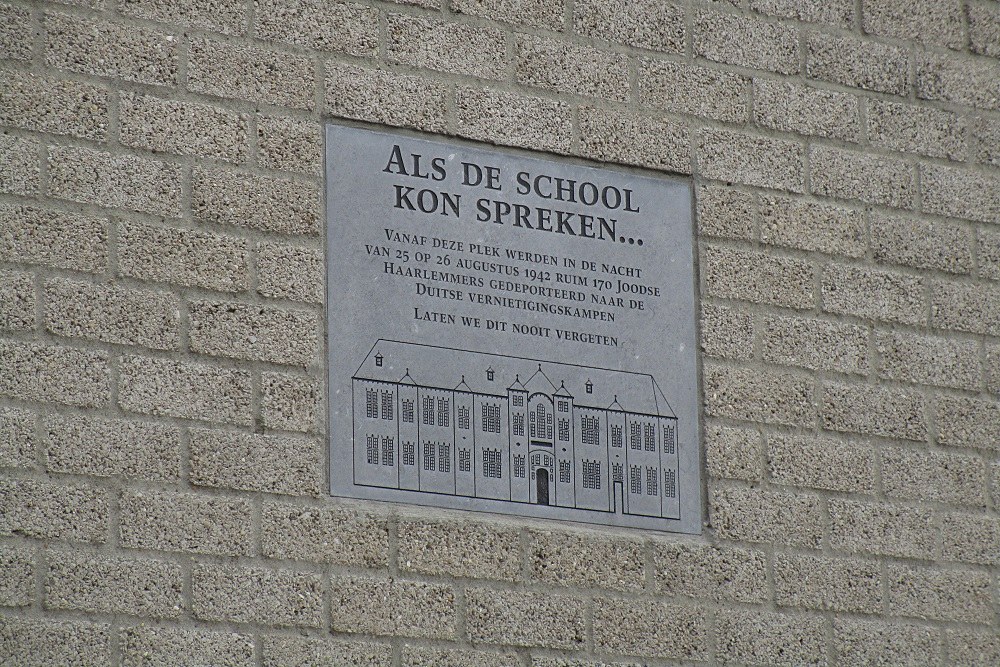 ALS DE SCHOOL
KON SPREKEN...
VANAF DEZE PLEK WERDEN IN DE NACHT
VAN 25 OP 26 AUGUSTUS 1942 RUIM 170 JOODSE
HAARLEMMERS GEDEPORTEERD NAAR DE
DUITSE VERNIETIGINGSKAMPEN
LATEN WE DIT NOOIT VERGETEN